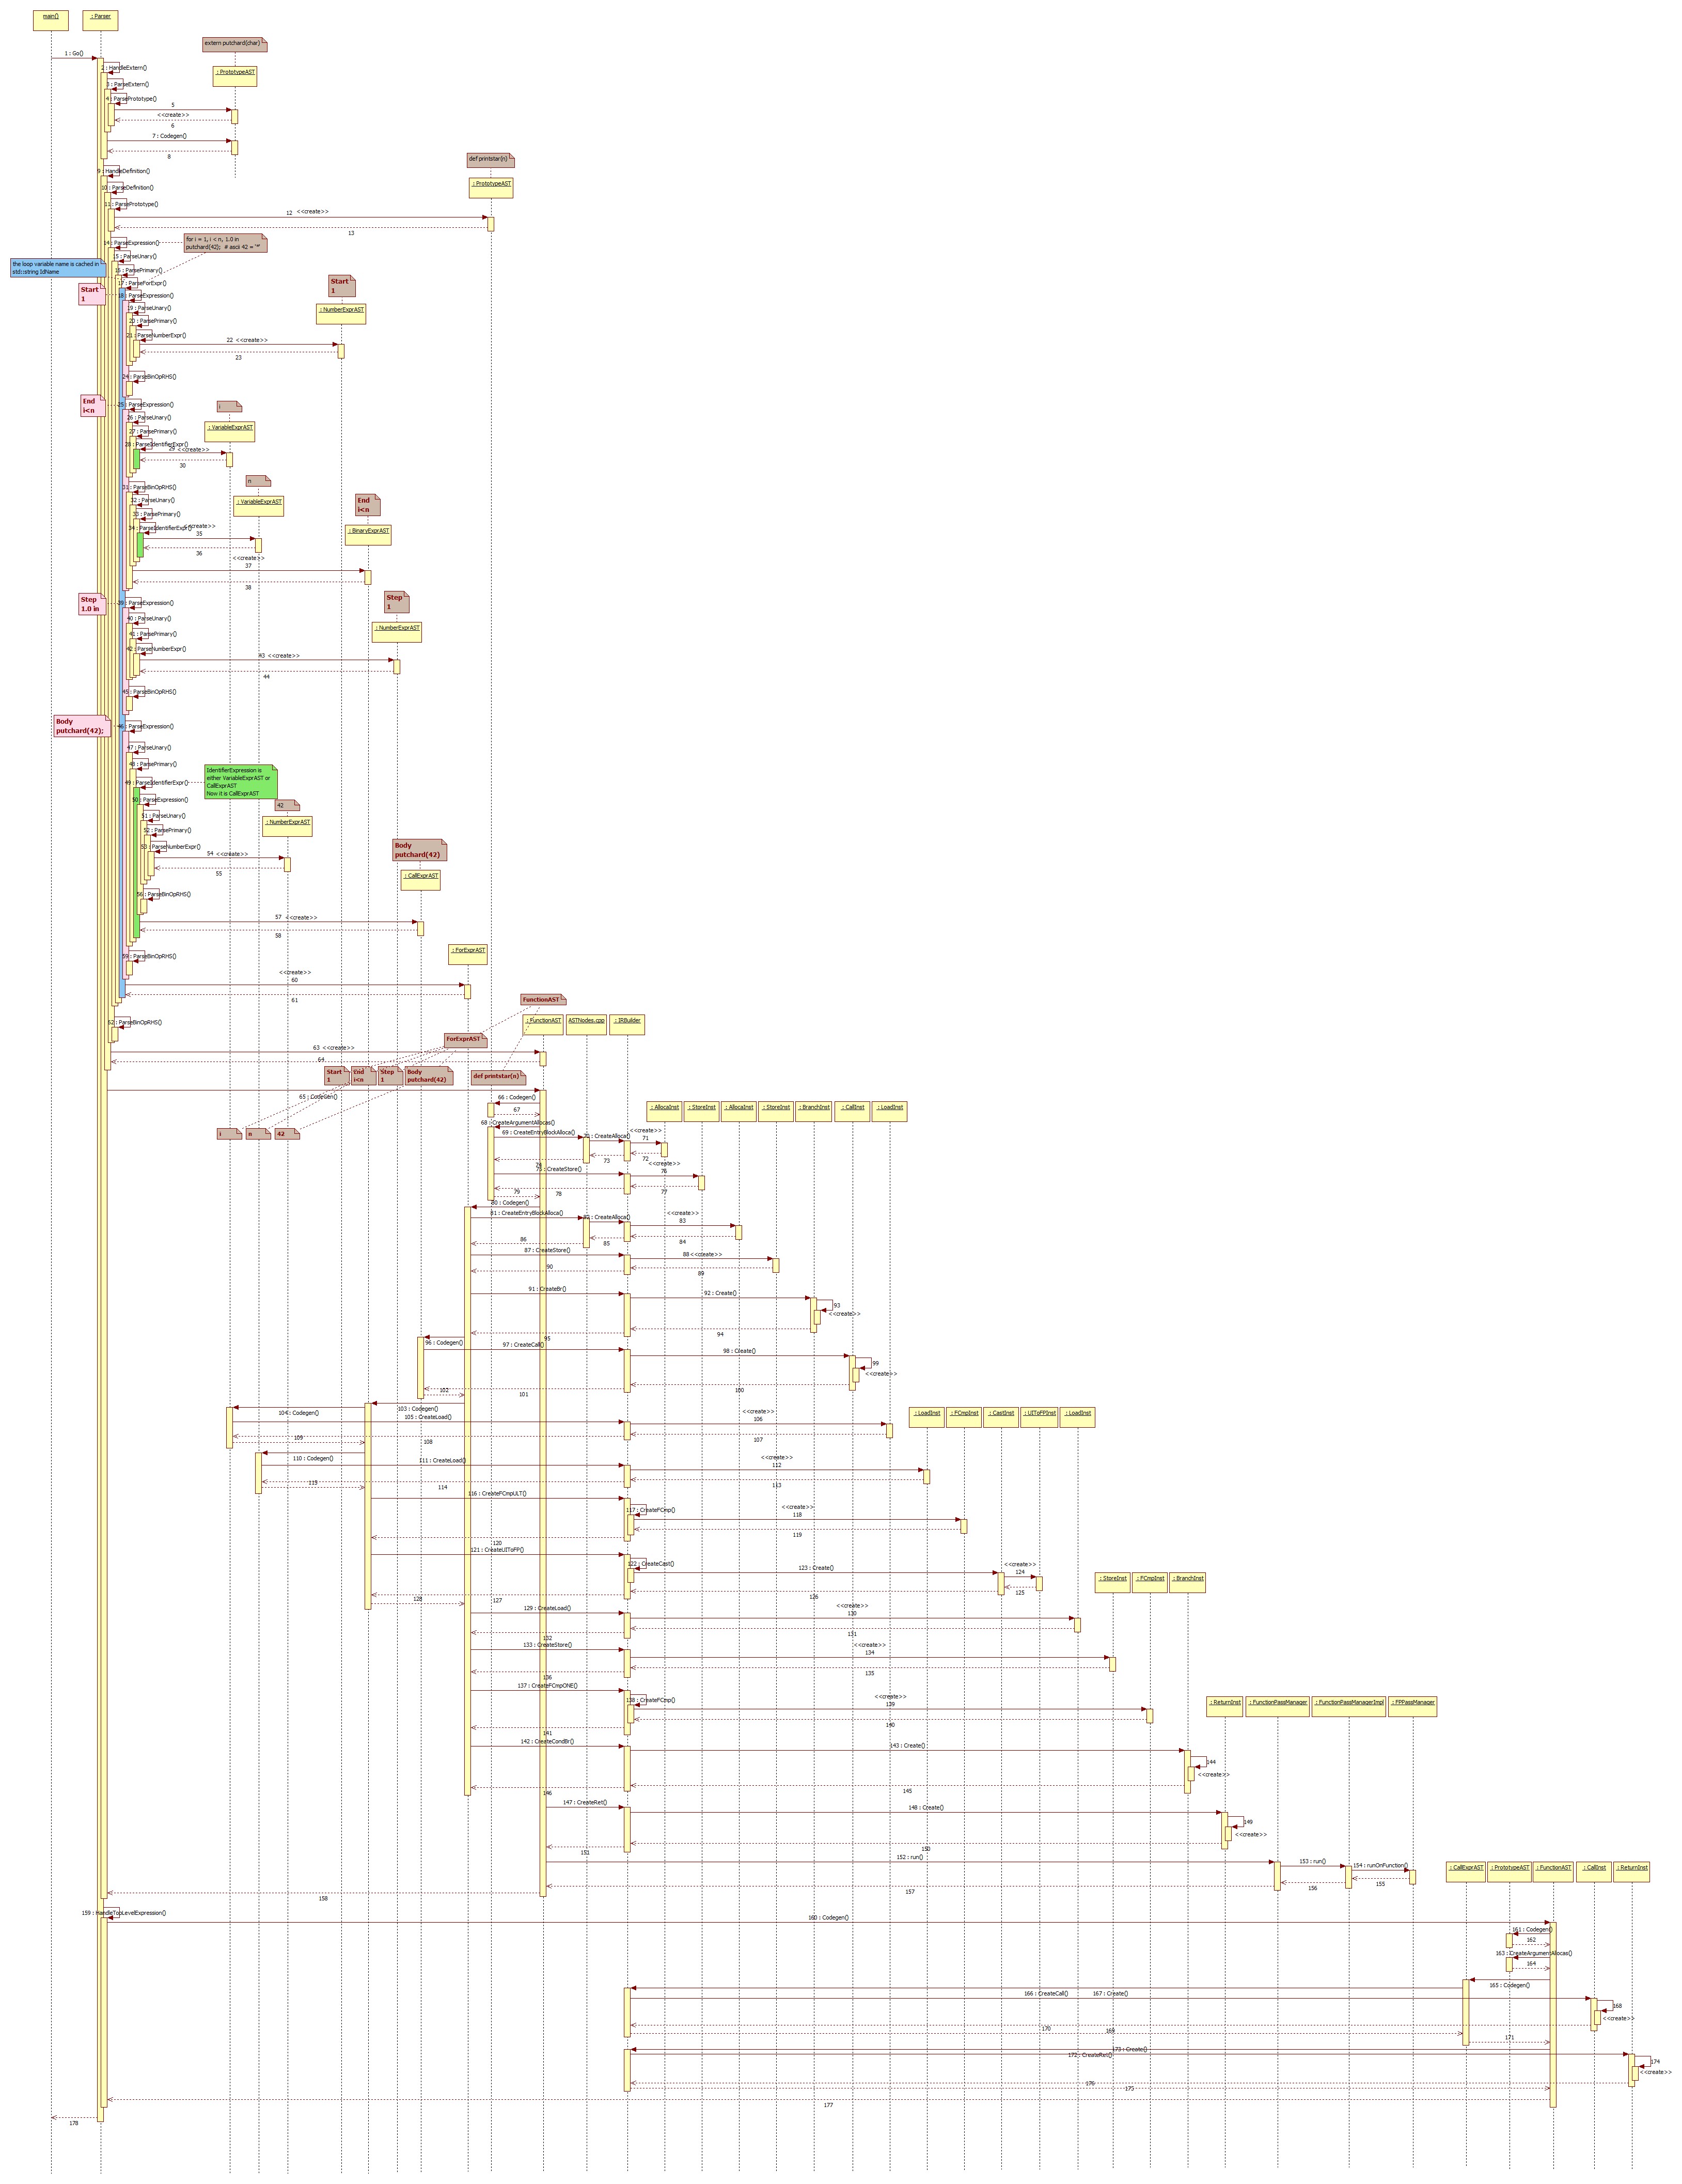 main()
: Parser
extern putchard(char)
1 : Go()
2 : HandleExtern()
: PrototypeAST
3 : ParseExtern()
4 : ParsePrototype()
5
<<create>>
6
7 : Codegen()
8
def printstar(n)
9 : HandleDefinition()
: PrototypeAST
10 : ParseDefinition()
11 : ParsePrototype()
12 <<create>>
13
14 : ParseExpression()
for i = 1, i < n, 1.0 in
putchard(42); # ascii 42 = '*'
15 : ParseUnary()
the loop variable name is cached in
std::string IdName
16 : ParsePrimary()
17 : ParseForExpr()
Start
1
18 : ParseExpression()
Start
1
19 : ParseUnary()
: NumberExprAST
20 : ParsePrimary()
21 : ParseNumberExpr()
22 <<create>>
23
24 : ParseBinOpRHS()
End
i<n
25 : ParseExpression()
i
26 : ParseUnary()
: VariableExprAST
27 : ParsePrimary()
28 : ParseIdentifierExpr()
29 <<create>>
30
n
31 : ParseBinOpRHS()
32 : ParseUnary()
: VariableExprAST
End
i<n
33 : ParsePrimary()
34 : ParseIdentifierExpr()
<<create>>
: BinaryExprAST
35
36
<<create>>
37
38
Step
1.0 in
39 : ParseExpression()
Step
1
40 : ParseUnary()
: NumberExprAST
41 : ParsePrimary()
42 : ParseNumberExpr()
43 <<create>>
44
45 : ParseBinOpRHS()
Body
putchard(42);
46 : ParseExpression()
47 : ParseUnary()
48 : ParsePrimary()
49 : ParseIdentifierExpr()
IdentifierExpression is
either VariableExprAST or
CallExprAST
Now it is CallExprAST
50 : ParseExpression()
42
51 : ParseUnary()
: NumberExprAST
52 : ParsePrimary()
53 : ParseNumberExpr()
Body
putchard(42)
54 <<create>>
55
: CallExprAST
56 : ParseBinOpRHS()
57 <<create>>
58
: ForExprAST
59 : ParseBinOpRHS()
<<create>>
60
61
FunctionAST
62 : ParseBinOpRHS()
: FunctionAST
ASTNodes.cpp
: IRBuilder
ForExprAST
63 <<create>>
64
Start
1
End
i<n
Step
1
Body
putchard(42)
def printstar(n)
65 : Codegen()
66 : Codegen()
67
: AllocaInst
: StoreInst
: AllocaInst
: StoreInst
: BranchInst
: CallInst
: LoadInst
i
n
42
68 : CreateArgumentAllocas()
69 : CreateEntryBlockAlloca()
70 : CreateAlloca()
<<create>>
71
72
73
74
75 : CreateStore()
<<create>>
76
77
78
79
80 : Codegen()
81 : CreateEntryBlockAlloca()
82 : CreateAlloca()
<<create>>
83
84
85
86
87 : CreateStore()
88 <<create>>
89
90
91 : CreateBr()
92 : Create()
93
<<create>>
94
95
96 : Codegen()
97 : CreateCall()
98 : Create()
99
<<create>>
100
101
102
103 : Codegen()
104 : Codegen()
105 : CreateLoad()
<<create>>
106
107
108
109
: LoadInst
: FCmpInst
: CastInst
: UIToFPInst
: LoadInst
110 : Codegen()
111 : CreateLoad()
<<create>>
112
113
114
115
116 : CreateFCmpULT()
117 : CreateFCmp()
<<create>>
118
119
120
121 : CreateUIToFP()
122 : CreateCast()
123 : Create()
<<create>>
124
125
126
127
128
: StoreInst
: FCmpInst
: BranchInst
129 : CreateLoad()
<<create>>
130
131
132
133 : CreateStore()
<<create>>
134
135
136
137 : CreateFCmpONE()
138 : CreateFCmp()
<<create>>
139
140
141
: ReturnInst
: FunctionPassManager
: FunctionPassManagerImpl
: FPPassManager
142 : CreateCondBr()
143 : Create()
144
<<create>>
145
146
147 : CreateRet()
148 : Create()
149
<<create>>
150
151
152 : run()
153 : run()
154 : runOnFunction()
155
156
157
158
: CallExprAST
: PrototypeAST
: FunctionAST
: CallInst
: ReturnInst
159 : HandleTopLevelExpression()
160 : Codegen()
161 : Codegen()
162
163 : CreateArgumentAllocas()
164
165 : Codegen()
166 : CreateCall()
167 : Create()
168
<<create>>
170
169
171
173 : Create()
172 : CreateRet()
174
<<create>>
176
175
177
178